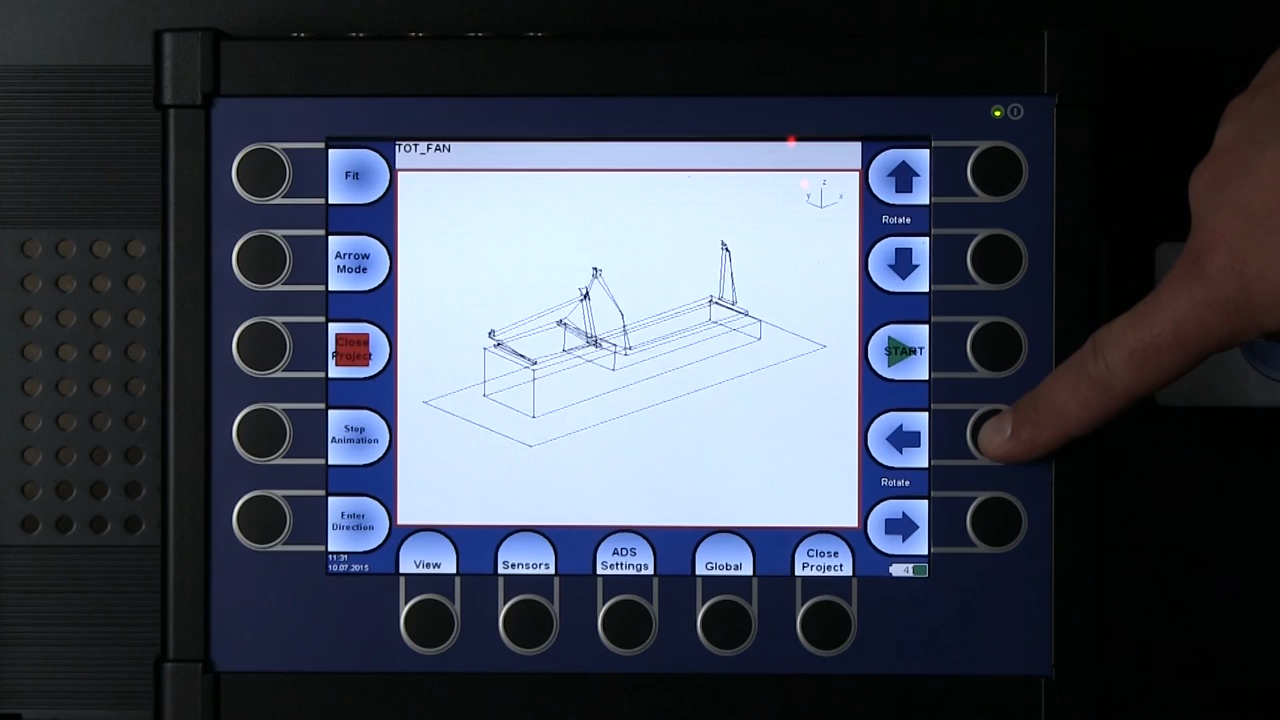 TOT_FAN
Fit
Arrow
Mode
Close
Project
Stop
Animation
Enter
Direction
11:31
10.07.2015
z
y
x
Rotate
START
Rotate
View
Sensors
ADS
Settings
Global
Close
Project